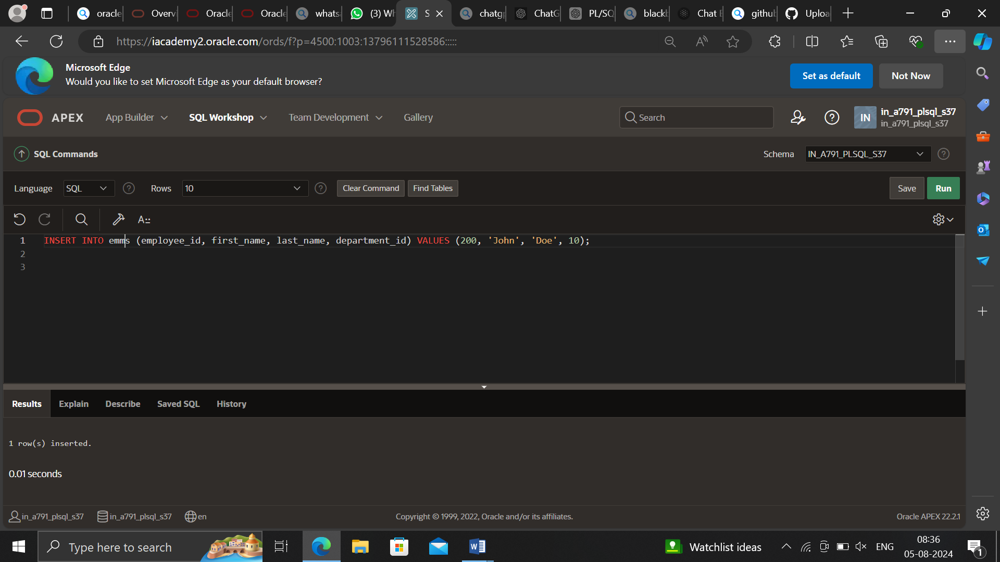 oracle
Overvi
Oracle
Oracle
whats
(3) Wh
S
chatg
ChatG
PL/SQ
blackb
Chat
githu
Uploa
https://iacademy2.oracle.com/ords/f?p=4500:1003:13796111528586:::::
Microsoft Edge
Would you like to set Microsoft Edge as your default browser?
Set as default
Not Now
APEX
App Builder
SQL Workshop
Team Development
Gallery
Search
IN
in_a791_plsql_s37
in_a791_plsql_s37
SQL Commands
Schema
IN_A791_PLSQL_S37
Language
SQL
Rows
10
Clear Command
Find Tables
Save
Run
1 INSERT INTO emms (employee_id, first_name, last_name, department_id) VALUES (200, 'John', 'Doe', 10);
2
3
Results
Explain
Describe
Saved SQL
History
1 row(s) inserted.
0.01 seconds
in_a791_plsql_s37
in_a791_plsql_s37
en
Copyright © 1999, 2022, Oracle and/or its affiliates.
Oracle APEX 22.2.1
Type here to search
Watchlist ideas
ENG
08:36
05-08-2024
1